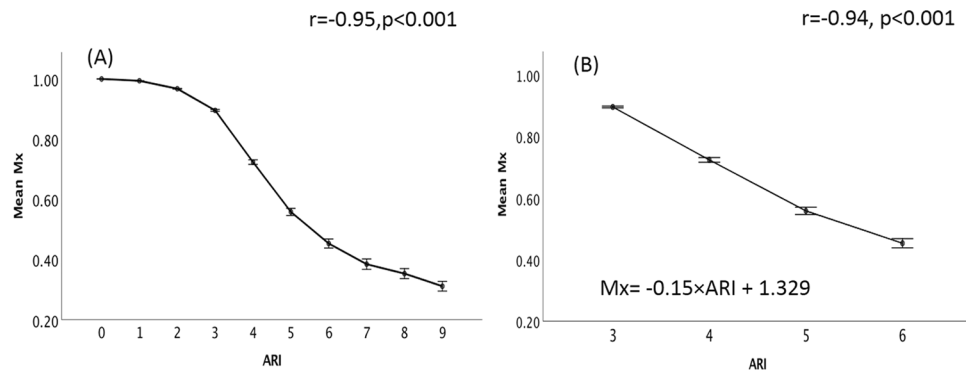 r=-0.95,p<0.001
(A)
1.00
0.80
0.60
0.40
0.20
Mean Mx
0 1 2 3 4 5 6 7 8 9
ARI
r=-0.94, p<0.001
(B)
1.00
0.80
0.60
0.40
0.20
Mean Mx
Mx= -0.15×ARI + 1.329
3 4 5 6
ARI